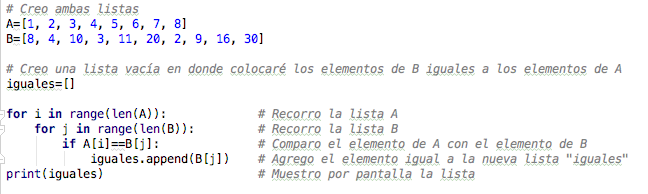 # Creo ambas listas
A=[1, 2, 3, 4, 5, 6, 7, 8]
B=[8, 4, 10, 3, 11, 20, 2, 9, 16, 30]
# Creo una lista vacía en donde colocaré los elementos de B iguales a los elementos de A
iguales=[]
for i in range(len(A)): # Recorro la lista A
for j in range(len(B)): # Recorro la lista B
if A[i]==B[j]: # Comparo el elemento de A con el elemento de B
iguales.append(B[j]) # Agrego el elemento igual a la nueva lista "iguales"
print(iguales) # Muestro por pantalla la lista